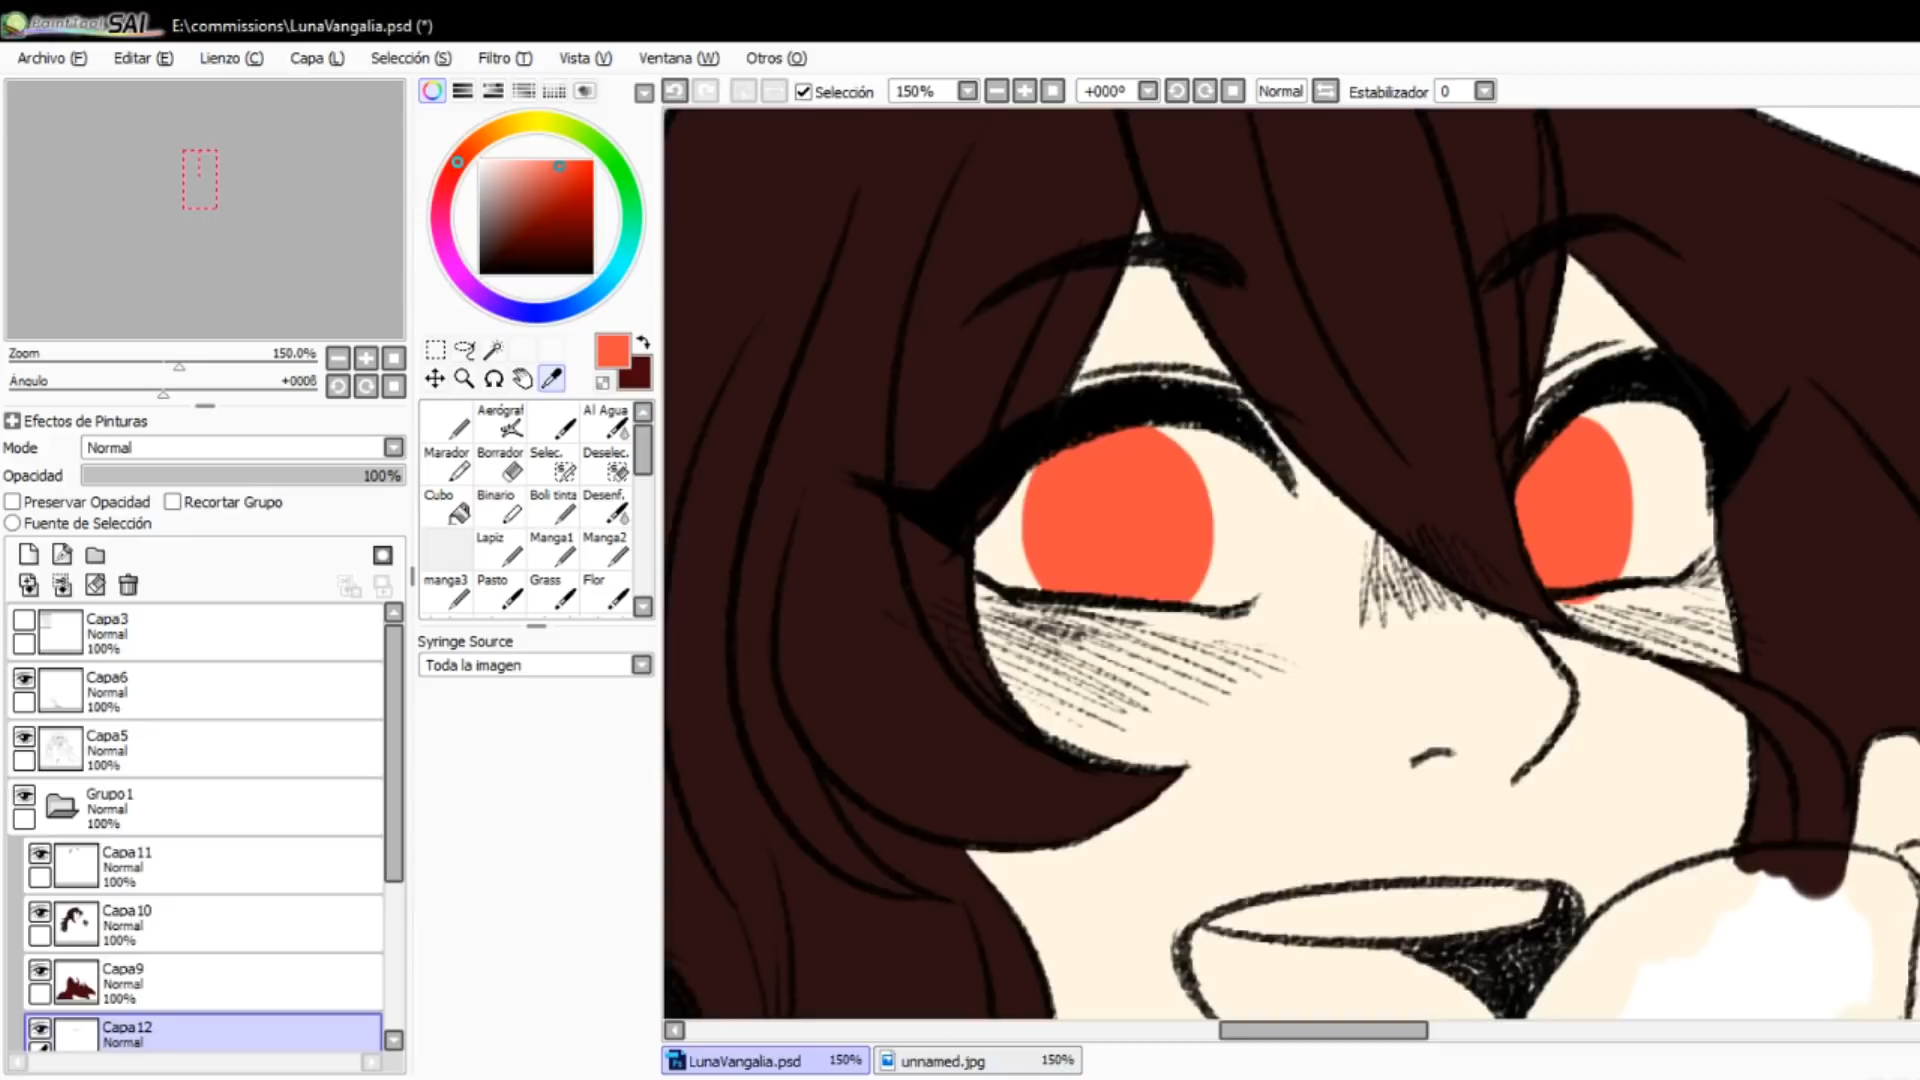 PaintTool SAI E:\commissions\LunaVangalia.psd (*)
Archivo (F) Editar (E) Lienzo (C) Capa (L) Selección (S) Filtro (T) Vista (V) Ventana (W) Otros (O)
Selección 150% +000º Normal Estabilizador 0
Zoom 150.0%
Ángulo +000ß
Efectos de Pinturas
Mode Normal
Opacidad 100%
Preservar Opacidad Recortar Grupo
Fuente de Selección
Aerógraf Al Agua
Marador Borrador Selec. Deselec.
Cubo Binario Boli tinta Desenf.
Lapiz Manga1 Manga2
manga3 Pasto Grass Flor
Syringe Source
Toda la imagen
Capa3
Normal
100%
Capa6
Normal
100%
Capa5
Normal
100%
Grupo1
Normal
100%
Capa11
Normal
100%
Capa10
Normal
100%
Capa9
Normal
100%
Capa12
Normal
LunaVangalia.psd 150% unnamed.jpg 150%